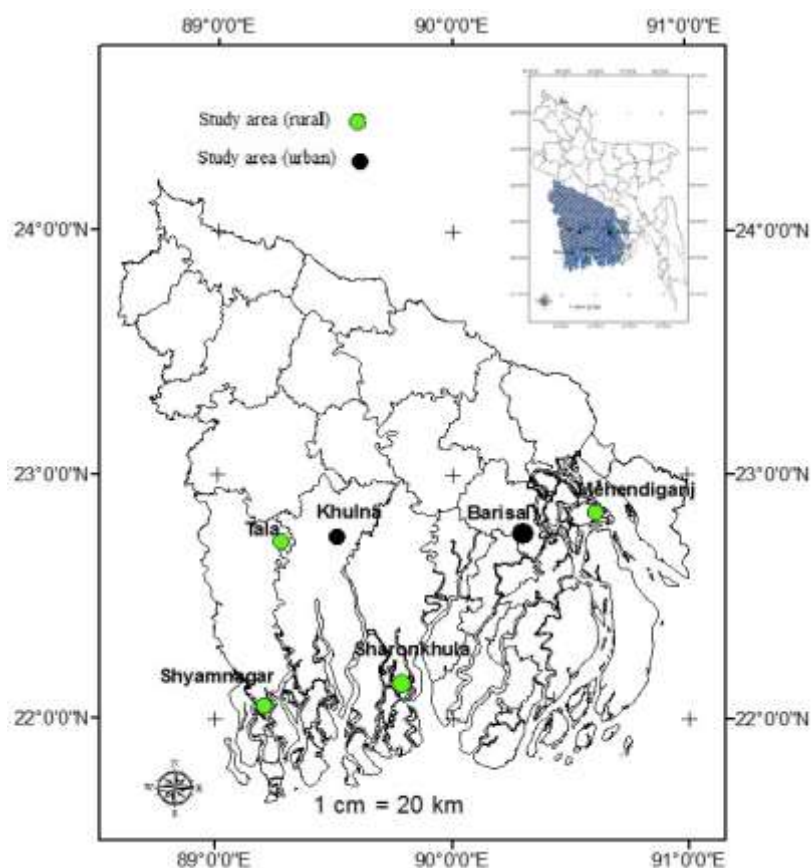 89°0'0"E 90°0'0"E 91°0'0"E
Study area (rural)
Study area (urban)
24°0'0"N 24°0'0"N
23°0'0"N 23°0'0"N
Mehendiganj
Khulna Barisal
Tala
Sharonkhula
Shyamnagar
22°0'0"N 22°0'0"N
N
W E
S
1 cm = 20 km
89°0'0"E 90°0'0"E 91°0'0"E